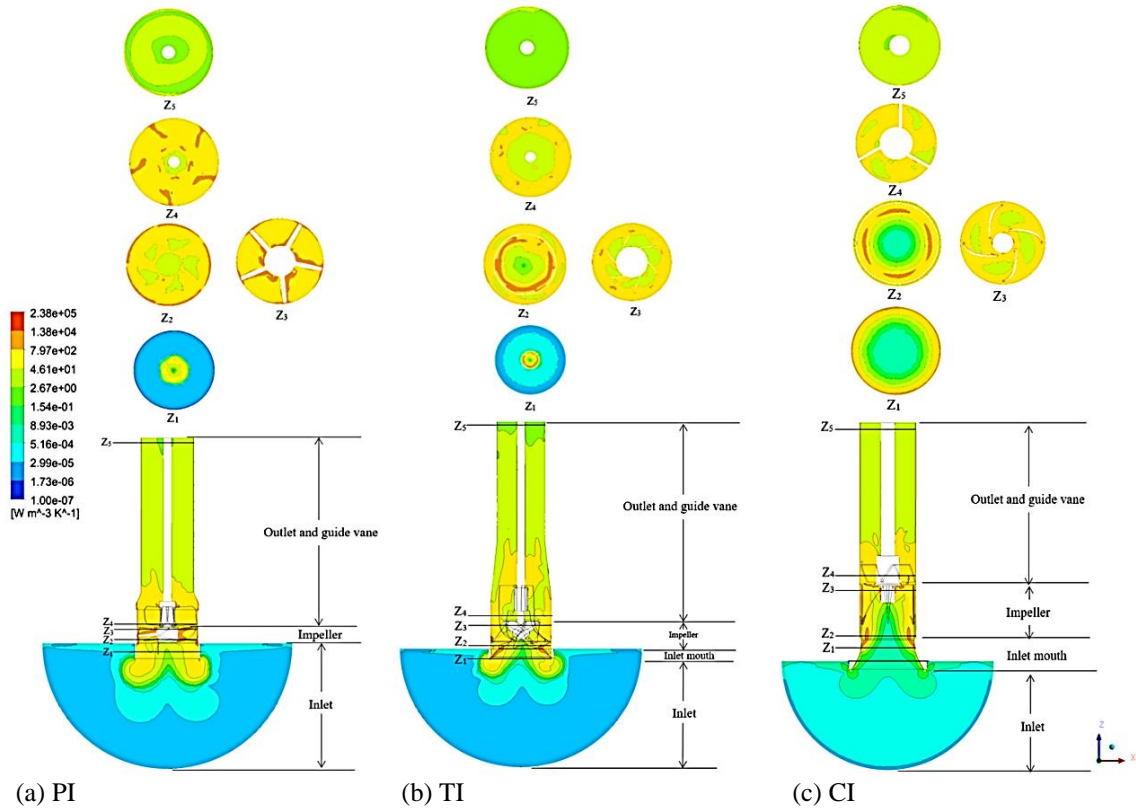 Z5
Z5
Z5
Z4
Z4
Z4
Z2
Z3
Z2
Z3
Z2
Z3
2.38e+05
1.38e+04
7.97e+02
4.61e+01
2.67e+00
1.54e-01
8.93e-03
5.16e-04
2.99e-05
1.73e-06
1.00e-07
[W m^-3 K^-1]
Z1
Z1
Z1
Z5
Outlet and guide vane
Z4
Z3
Z2
Z1
Impeller
Inlet
Z5
Outlet and guide vane
Z4
Z3
Z2
Z1
Impeller
Inlet mouth
Inlet
Z5
Outlet and guide vane
Z4
Z3
Z2
Z1
Impeller
Inlet mouth
Inlet
Z
X
(a) PI
(b) TI
(c) CI